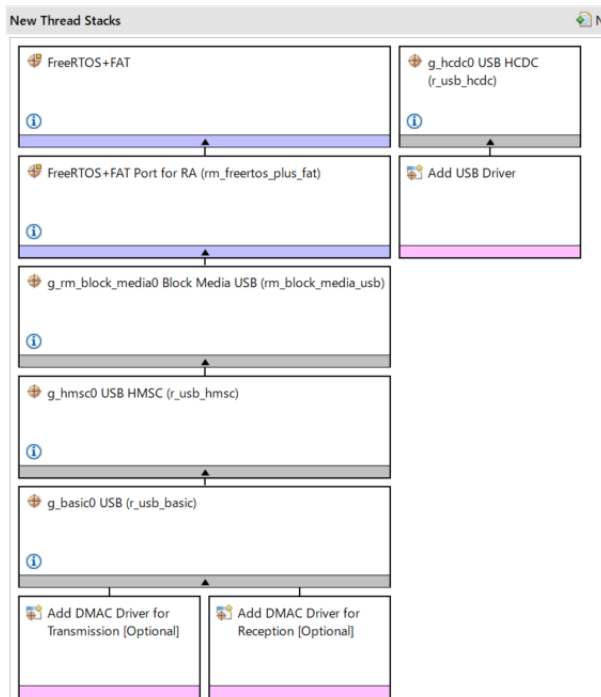 New Thread Stacks
N
FreeRTOS+FAT
g_hcdc0 USB HCDC
(r_usb_hcdc)
FreeRTOS+FAT Port for RA (rm_freertos_plus_fat)
Add USB Driver
g_rm_block_media0 Block Media USB (rm_block_media_usb)
g_hmsc0 USB HMSC (r_usb_hmsc)
g_basic0 USB (r_usb_basic)
Add DMAC Driver for
Transmission [Optional]
Add DMAC Driver for
Reception [Optional]